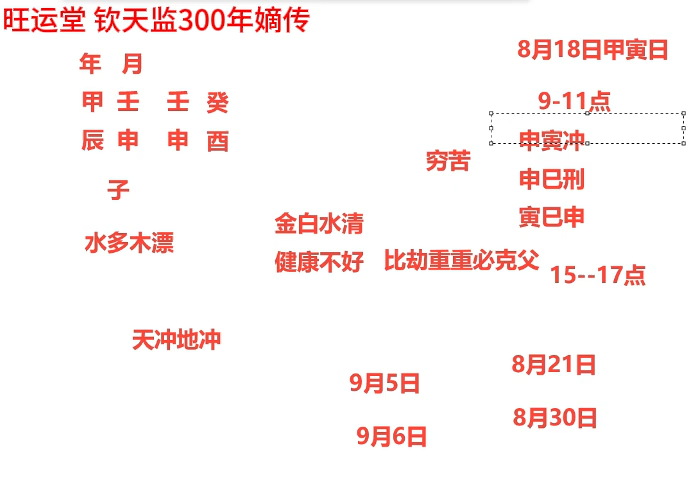 旺运堂 钦天监300年嫡传
8月18日甲寅日
年 月
甲 壬 壬 癸
9-11点
辰 申 申 酉
申寅冲
穷苦
申巳刑
子
寅巳申
金白水清
水多木漂
健康不好
比劫重重必克父
15--17点
天冲地冲
8月21日
9月5日
8月30日
9月6日